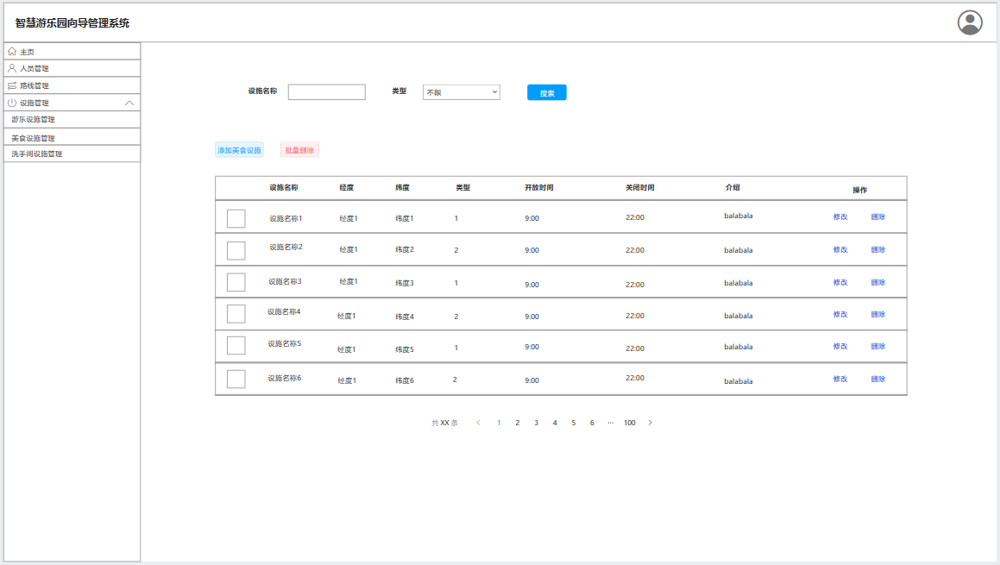 智慧游乐园向导管理系统
主页
人员管理
路线管理
设施管理
游乐设施管理
美食设施管理
洗手间设施管理
设施名称 类型 不限 搜索
添加美食设施 批量删除
设施名称 经度 纬度 类型 开放时间 关闭时间 介绍 操作
设施名称1 经度1 纬度1 1 9:00 22:00 balabala 修改 删除
设施名称2 经度1 纬度2 2 9:00 22:00 balabala 修改 删除
设施名称3 经度1 纬度3 1 9:00 22:00 balabala 修改 删除
设施名称4 经度1 纬度4 2 9:00 22:00 balabala 修改 删除
设施名称5 经度1 纬度5 1 9:00 22:00 balabala 修改 删除
设施名称6 经度1 纬度6 2 9:00 22:00 balabala 修改 删除
共 XX 条 < 1 2 3 4 5 6 ··· 100 >